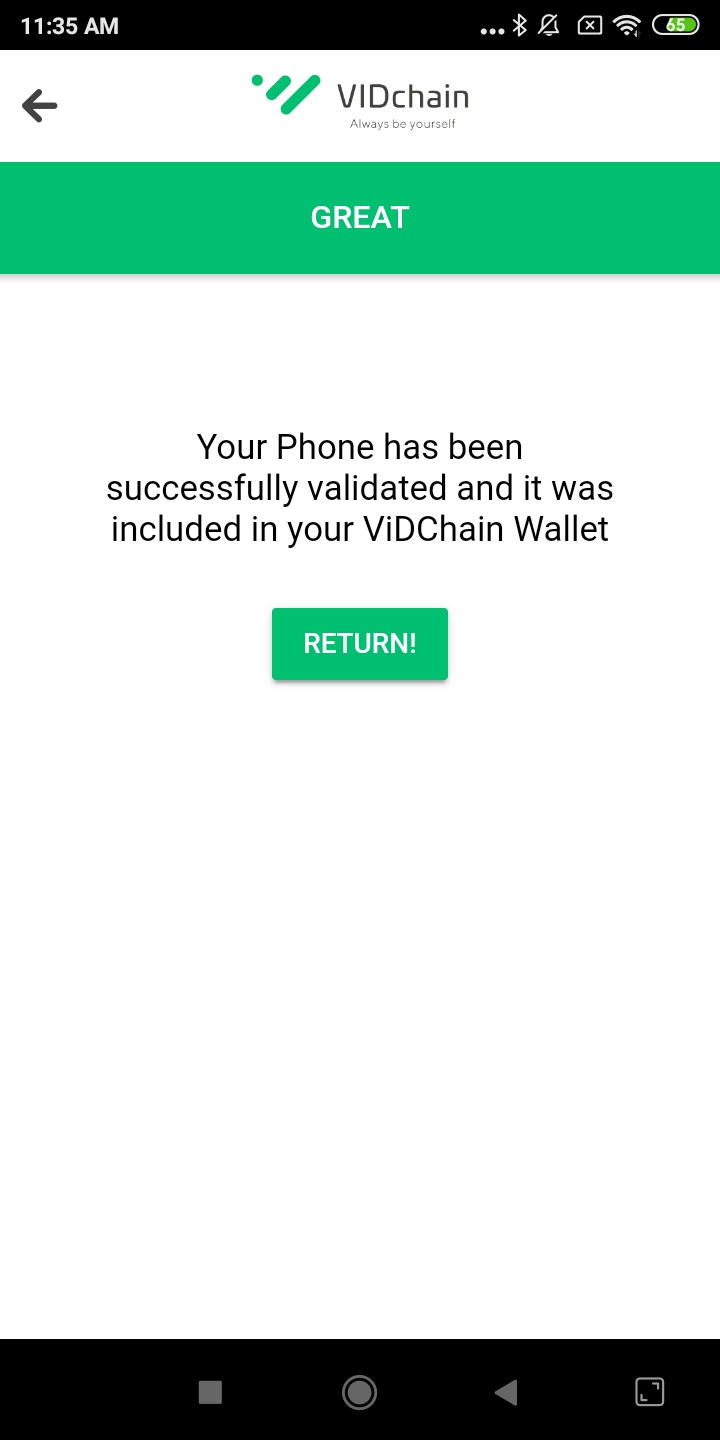 11:35 AM
65
VIDchain
Always be yourself
GREAT
Your Phone has been
successfully validated and it was
included in your ViDChain Wallet
RETURN!